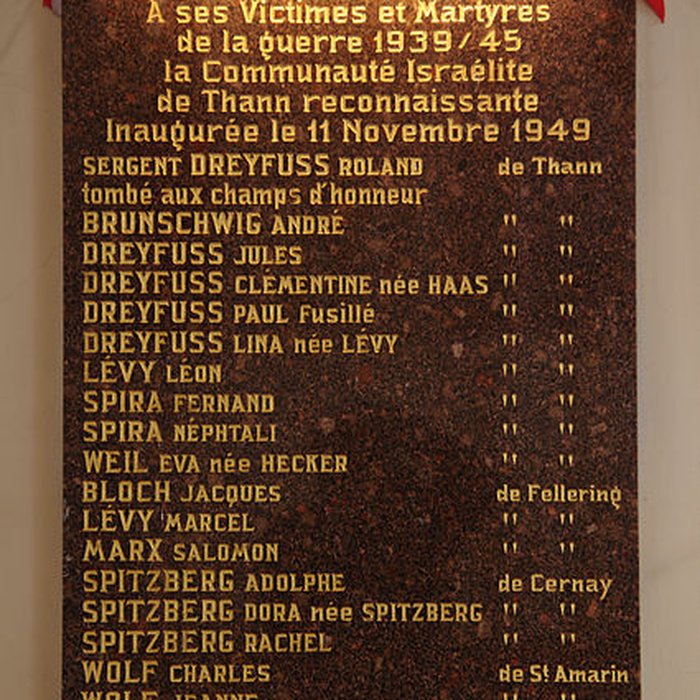 A ses Victimes et Martyres
de la guerre 1939/45
la Communauté Israélite
de Thann reconnaissante
Inaugurée le 11 Novembre 1949
SERGENT DREYFUSS ROLAND de Thann
tombé aux champs d'honneur
BRUNSCHWIG ANDRÉ " "
DREYFUSS JULES " "
DREYFUSS CLÉMENTINE née HAAS " "
DREYFUSS PAUL Fusillé " "
DREYFUSS LINA née LÉVY " "
LÉVY LÉON " "
SPIRA FERNAND " "
SPIRA NÉPHTALI " "
WEIL EVA née HECKER " "
BLOCH JACQUES de Fellering
LÉVY MARCEL " "
MARX SALOMON " "
SPITZBERG ADOLPHE de Cernay
SPITZBERG DORA née SPITZBERG " "
SPITZBERG RACHEL " "
WOLF CHARLES de St Amarin
WOLF JEANNE " "